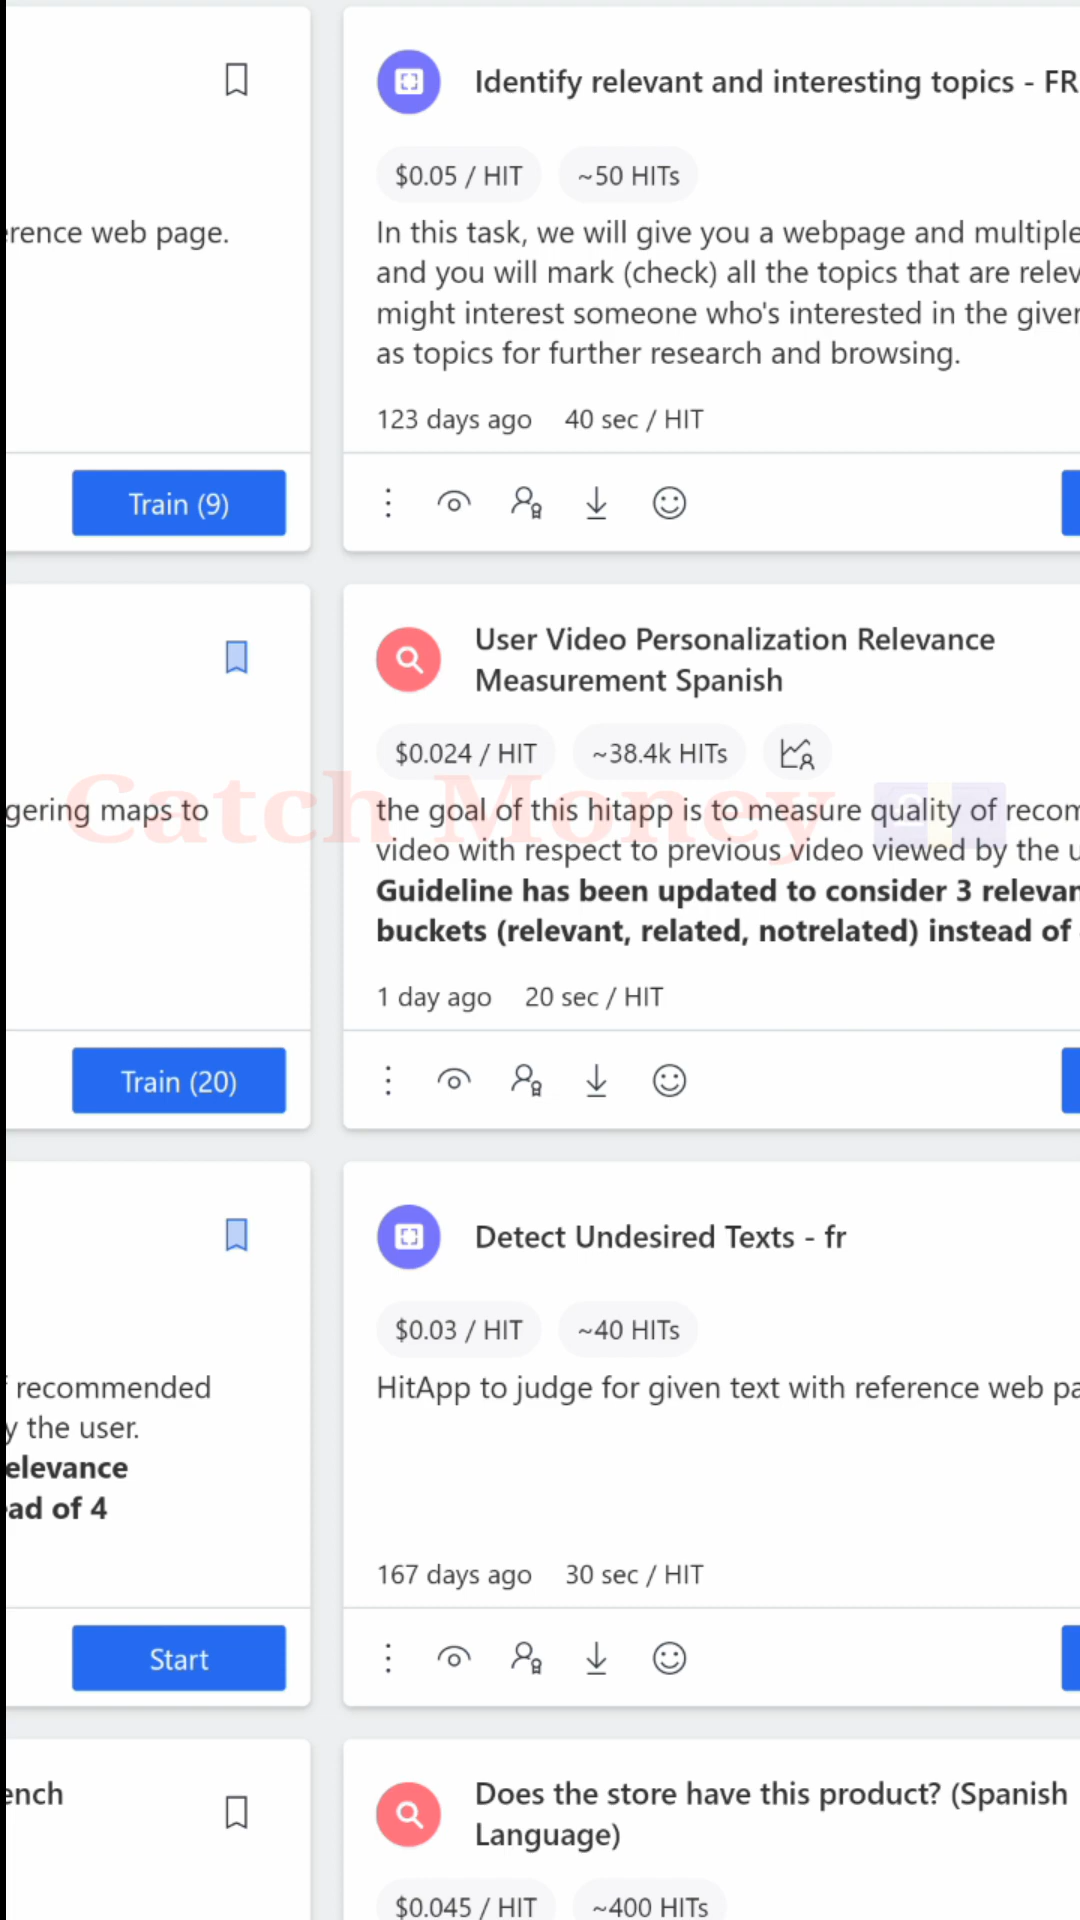 Identify relevant and interesting topics - FR
$0.05 / HIT
~50 HITs
erence web page.
In this task, we will give you a webpage and multiple
and you will mark (check) all the topics that are relev
might interest someone who's interested in the given
as topics for further research and browsing.
123 days ago
40 sec / HIT
Train (9)
User Video Personalization Relevance
Measurement Spanish
$0.024 / HIT
~38.4k HITs
Catch Money
gering maps to
the goal of this hitapp is to measure quality of recom
video with respect to previous video viewed by the u
Guideline has been updated to consider 3 relevan
buckets (relevant, related, notrelated) instead of
1 day ago
20 sec / HIT
Train (20)
Detect Undesired Texts - fr
$0.03 / HIT
~40 HITs
recommended
y the user.
elevance
ad of 4
HitApp to judge for given text with reference web pa
167 days ago
30 sec / HIT
Start
ench
Does the store have this product? (Spanish
Language)
$0.045 / HIT
~400 HITs